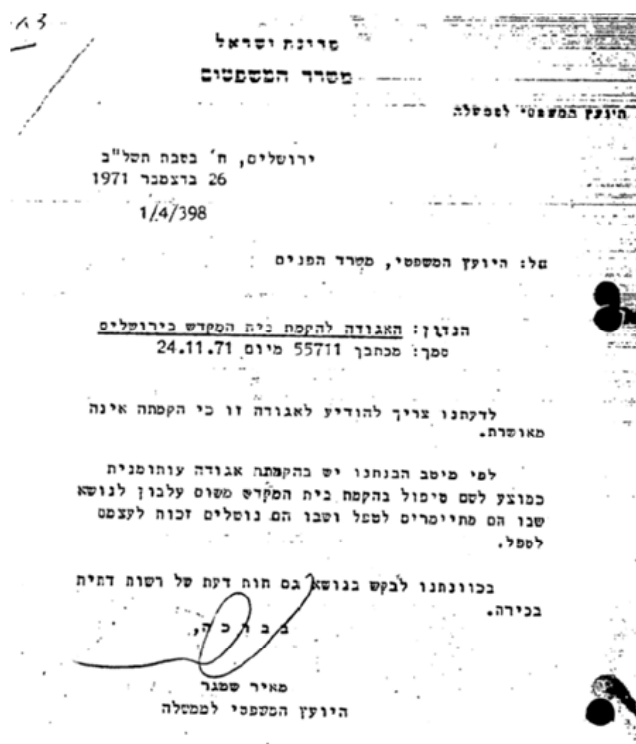 מדינת ישראל
משרד המשפטים
היועץ המשפטי לממשלה
ירושלים, ח' בטבת תשל"ב
26 בדצמבר 1971
1/4/398
אל: היועץ המשפטי, משרד הפנים
הנדון: האגודה להקמת בית המקדש בירושלים
סמך: מכתבך 55711 מיום 24.11.71
לדעתנו צריך להודיע לאגודה זו כי הקמתה אינה
מאושרת.
לפי מיטב הבנתנו יש בהקמת אגודה עותומנית
כמוצע לשם טיפול בהקמת בית המקדש משום עלבון לנושא
שבו הם מתיימרים לטפל ושבו הם נוטלים זכות לעצמם
לטפל.
בכוונתנו לבקש בנושא גם חות דעת של רשות דתית
בכירה.
ב ב ר כ ה,
מאיר שמגר
היועץ המשפטי לממשלה